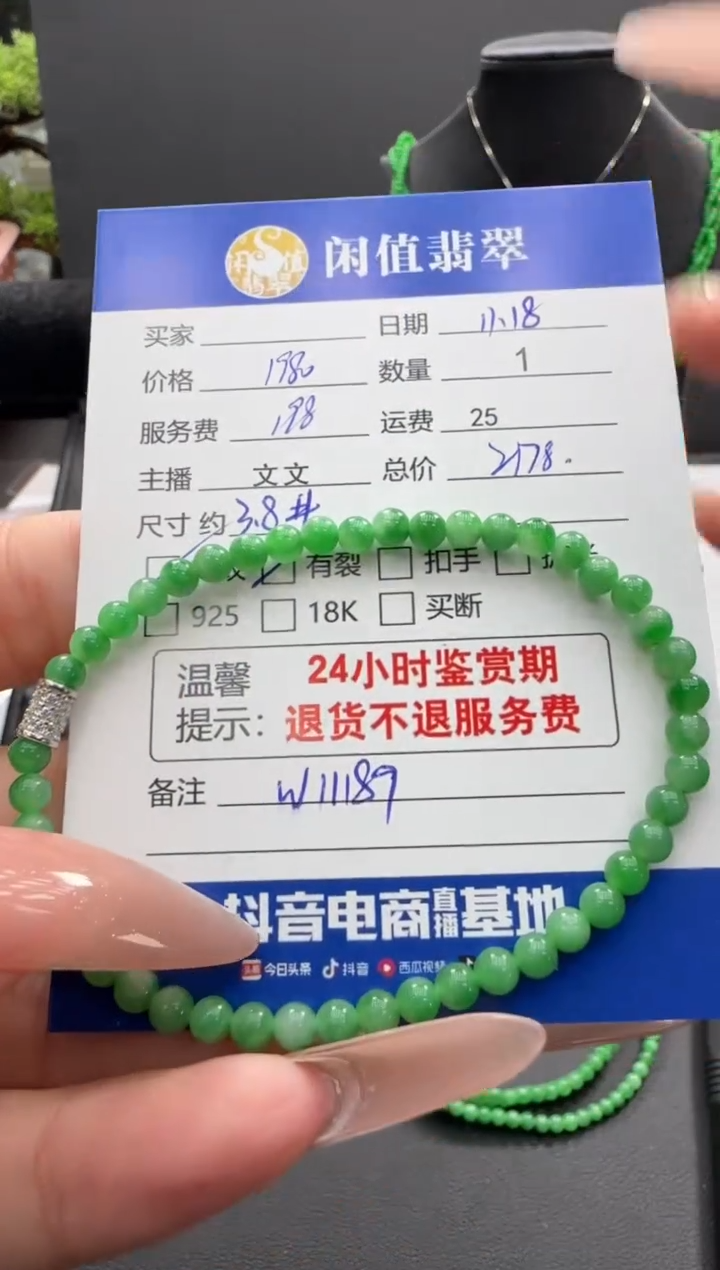 闲值翡翠
买家 日期 11.18
价格 1980 数量 1
服务费 198 运费 25
主播 文文 总价 2178.
尺寸 约 3.8#
有裂 扣手
925 18K 买断
温馨 24小时鉴赏期
提示: 退货不退服务费
备注 W11189
抖音电商直播基地
今日头条 抖音 西瓜视频